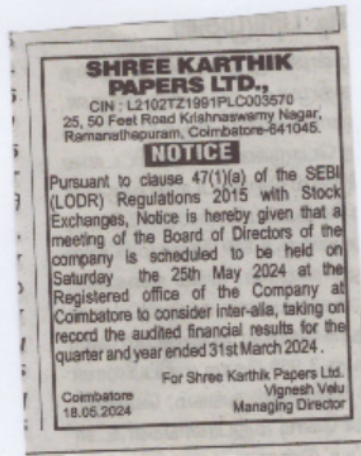 SHREE KARTHIK
PAPERS LTD.,
CIN : L2102TZ1991PLC003570
25, 50 Feet Road Krishnaswamy Nagar,
Ramanathapuram, Coimbatore-641045.
NOTICE
Pursuant to clause 47(1)(a) of the SEBI
(LODR) Regulations 2015 with Stock
Exchanges, Notice is hereby given that a
meeting of the Board of Directors of the
company is scheduled to be held on
Saturday the 25th May 2024 at the
Registered office of the Company at
Coimbatore to consider inter-alia, taking on
record the audited financial results for the
quarter and year ended 31st March 2024.
For Shree Karthik Papers Ltd.
Coimbatore Vignesh Velu
18.05.2024 Managing Director